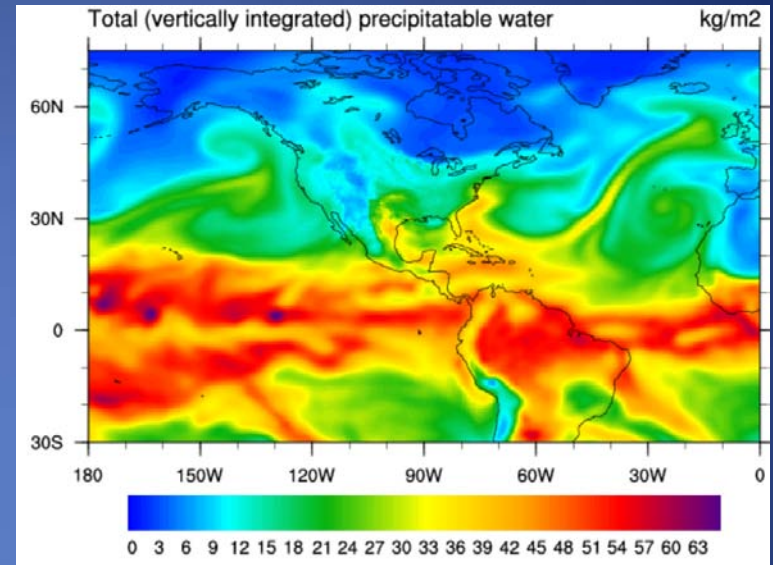 Total (vertically integrated) precipitatable water kg/m2
60N
30N
0
30S
180 150W 120W 90W 60W 30W 0
0 3 6 9 12 15 18 21 24 27 30 33 36 39 42 45 48 51 54 57 60 63